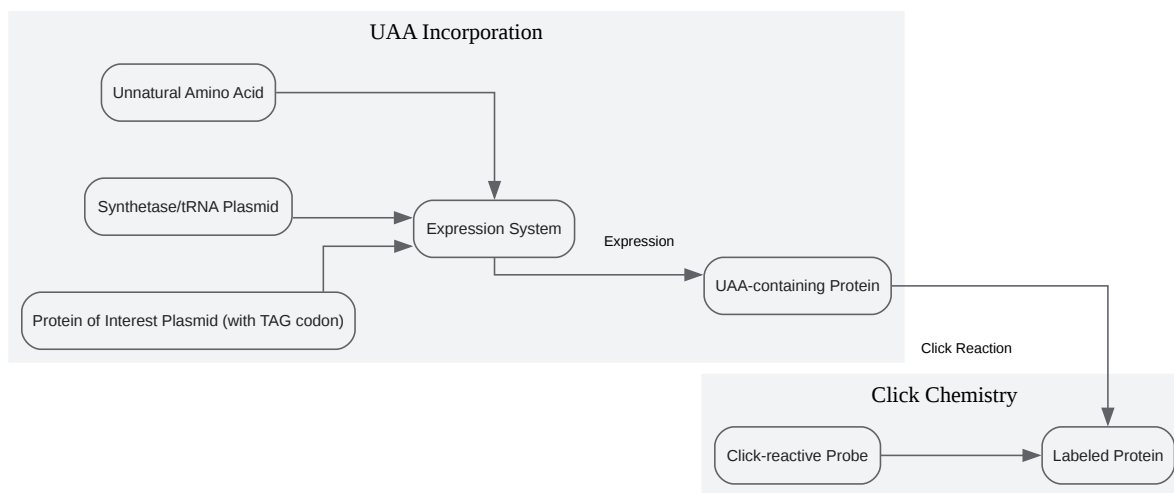 UAA Incorporation
Unnatural Amino Acid
Synthetase/tRNA Plasmid
Expression System
Expression
UAA-containing Protein
Protein of Interest Plasmid (with TAG codon)
Click Reaction
Click Chemistry
Click-reactive Probe
Labeled Protein